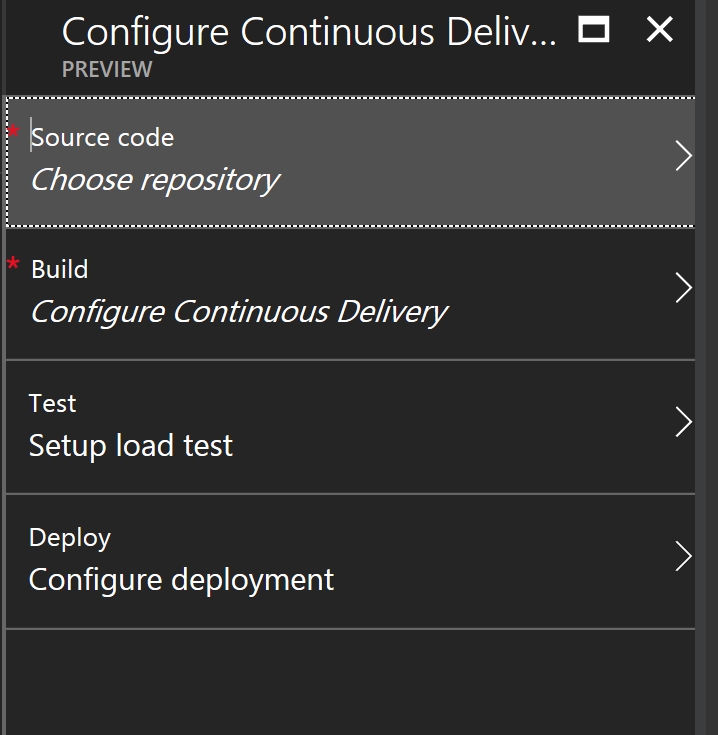 Configure Continuous Deliv...
PREVIEW
* Source code
Choose repository
* Build
Configure Continuous Delivery
Test
Setup load test
Deploy
Configure deployment